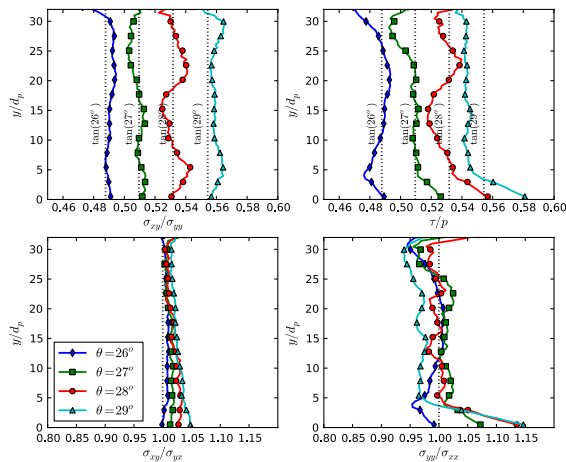 30
25
20
15
10
5
0
y/d_p
tan(26°)
tan(27°)
tan(28°)
tan(29°)
0,46 0,48 0,50 0,52 0,54 0,56 0,58 0,60
σ_xy/σ_yy
30
25
20
15
10
5
0
y/d_p
tan(26°)
tan(27°)
tan(28°)
tan(29°)
0,46 0,48 0,50 0,52 0,54 0,56 0,58 0,60
τ/p
30
25
20
15
10
5
0
y/d_p
θ = 26°
θ = 27°
θ = 28°
θ = 29°
0.80 0.85 0.90 0.95 1.00 1.05 1.10 1.15
σ_xy/σ_yx
30
25
20
15
10
5
0
y/d_p
0.80 0.85 0.90 0.95 1.00 1.05 1.10 1.15
σ_yy/σ_xx